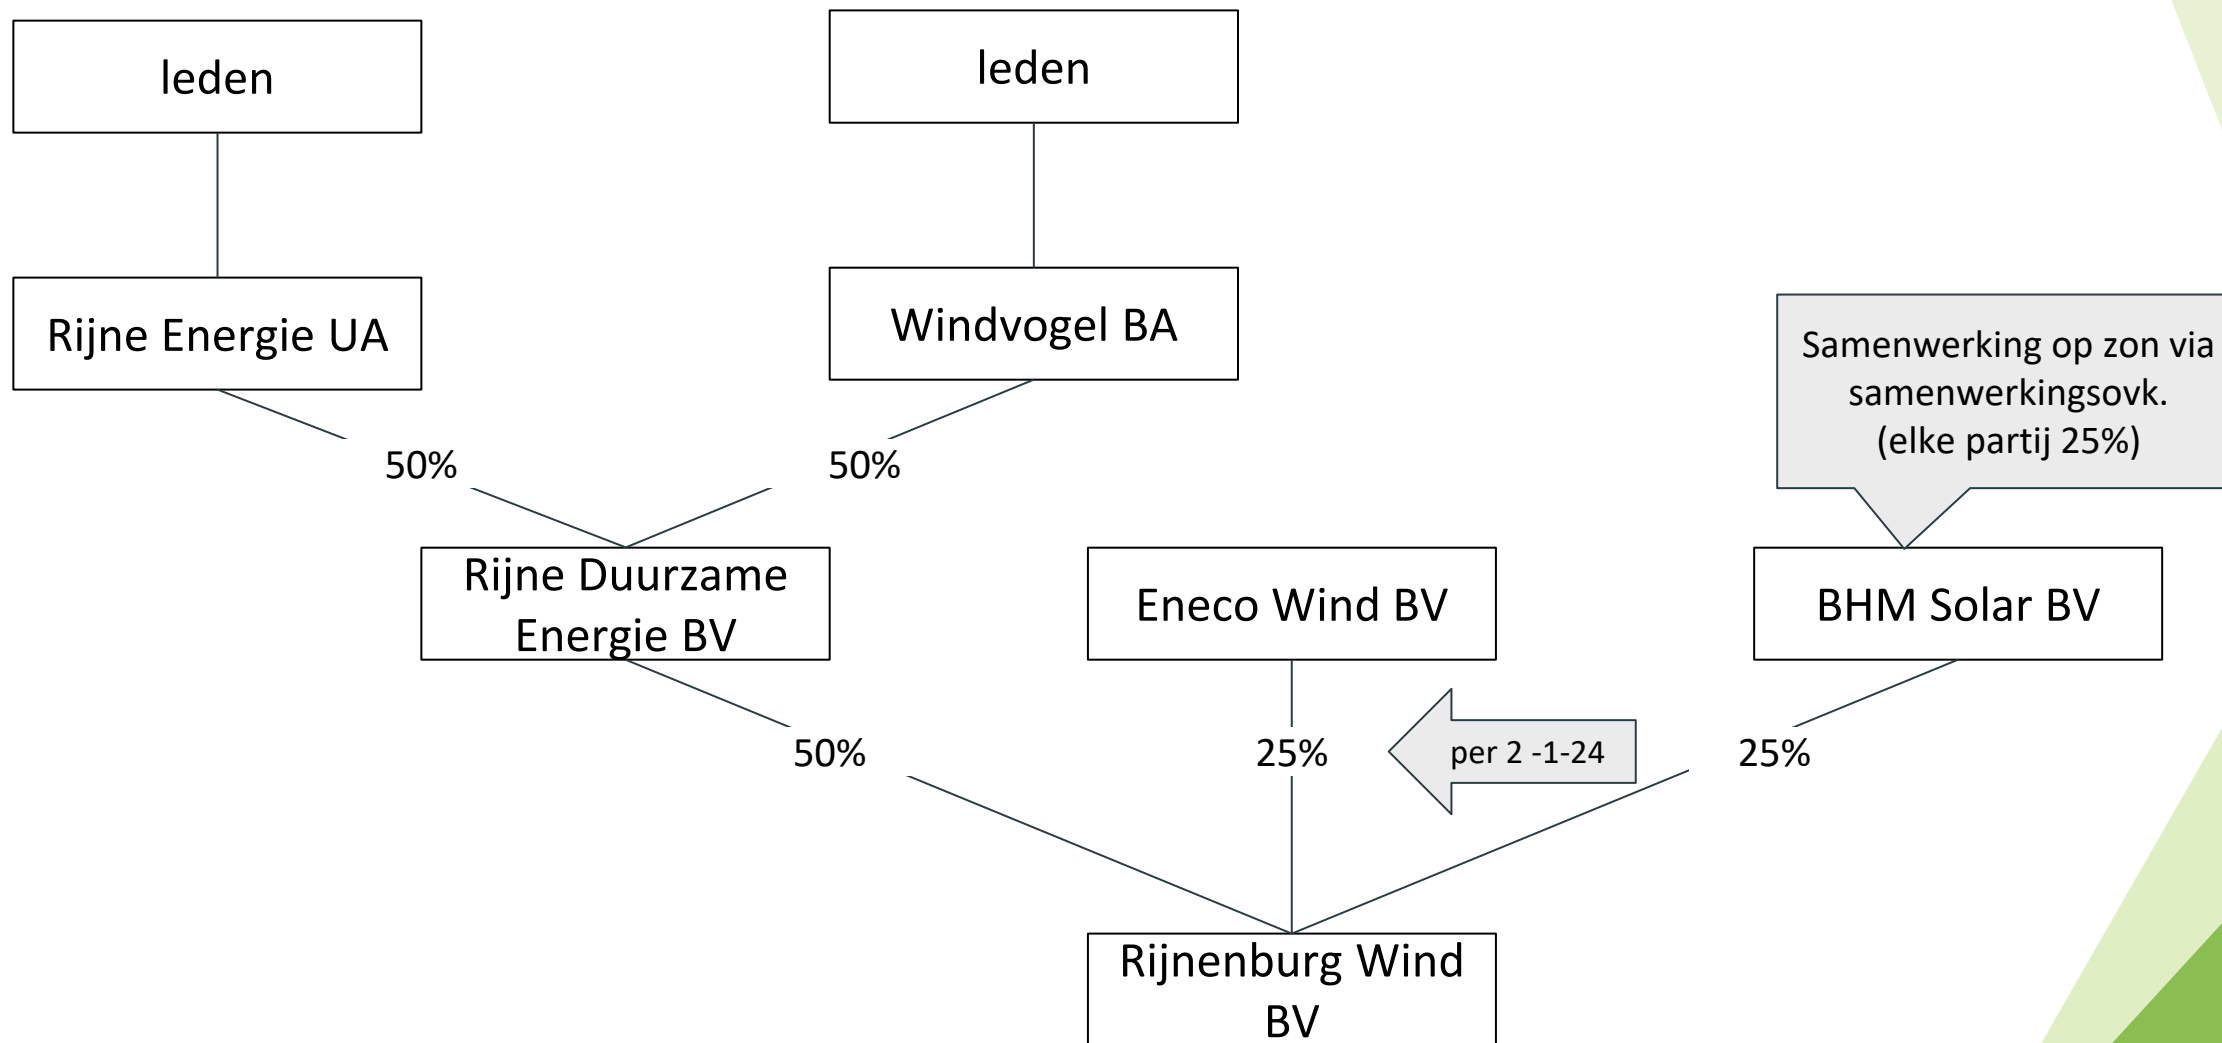 leden
leden
Rijne Energie UA
Windvogel BA
Samenwerking op zon via
samenwerkingsovk.
(elke partij 25%)
50%
50%
Rijne Duurzame
Energie BV
Eneco Wind BV
BHM Solar BV
50%
25%
per 2 -1-24
25%
Rijnenburg Wind
BV